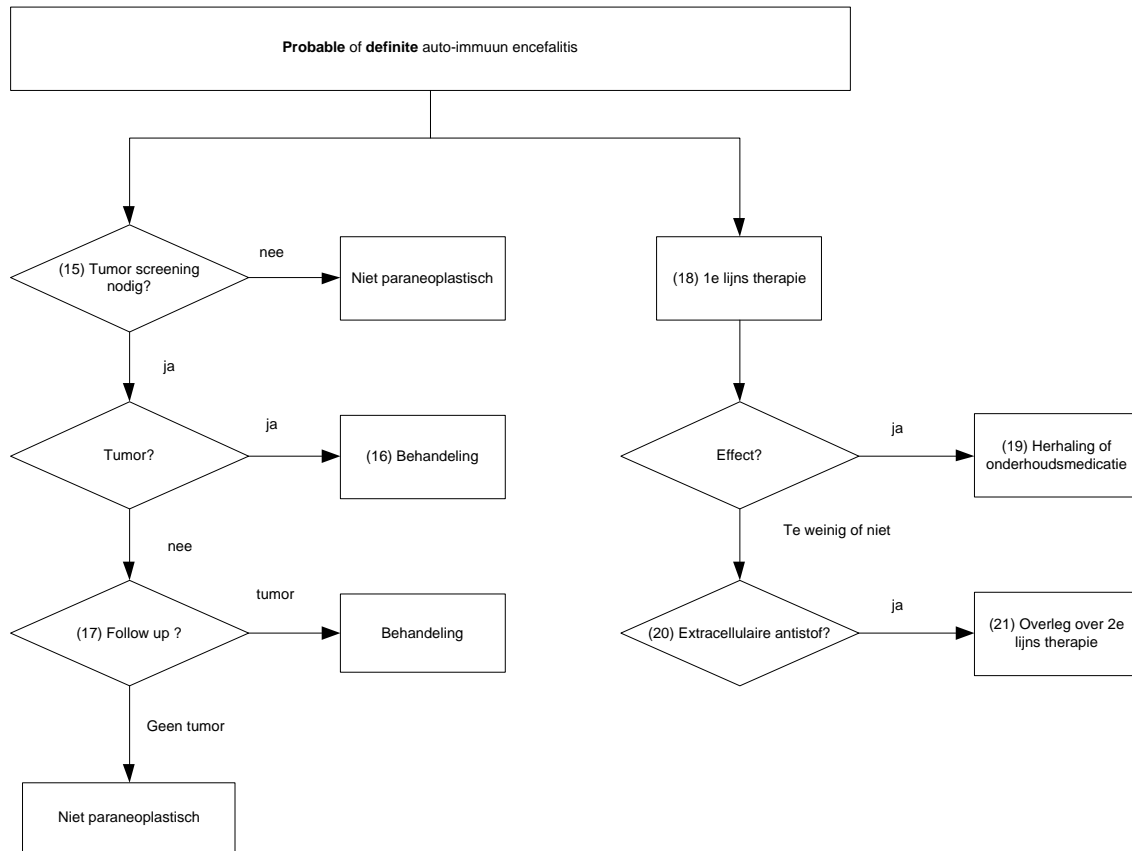 Probable of definite auto-immuun encefalitis
(15) Tumor screening
nodig?
nee
Niet paraneoplastisch
(18) 1e lijns therapie
ja
Tumor?
ja
(16) Behandeling
Effect?
ja
(19) Herhaling of
onderhoudsmedicatie
nee
Te weinig of niet
(17) Follow up ?
tumor
Behandeling
(20) Extracellulaire antistof?
ja
(21) Overleg over 2e
lijns therapie
Geen tumor
Niet paraneoplastisch